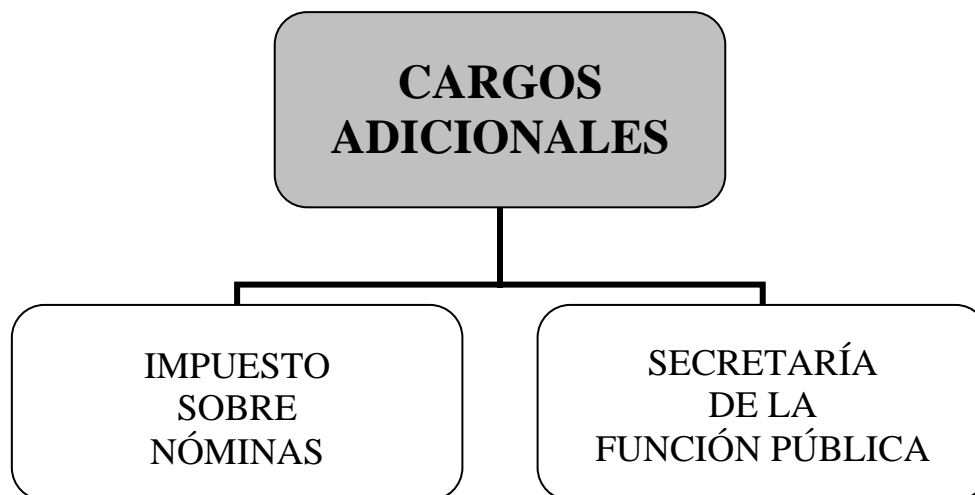 CARGOS
ADICIONALES
IMPUESTO
SOBRE
NÓMINAS
SECRETARÍA
DE LA
FUNCIÓN PÚBLICA